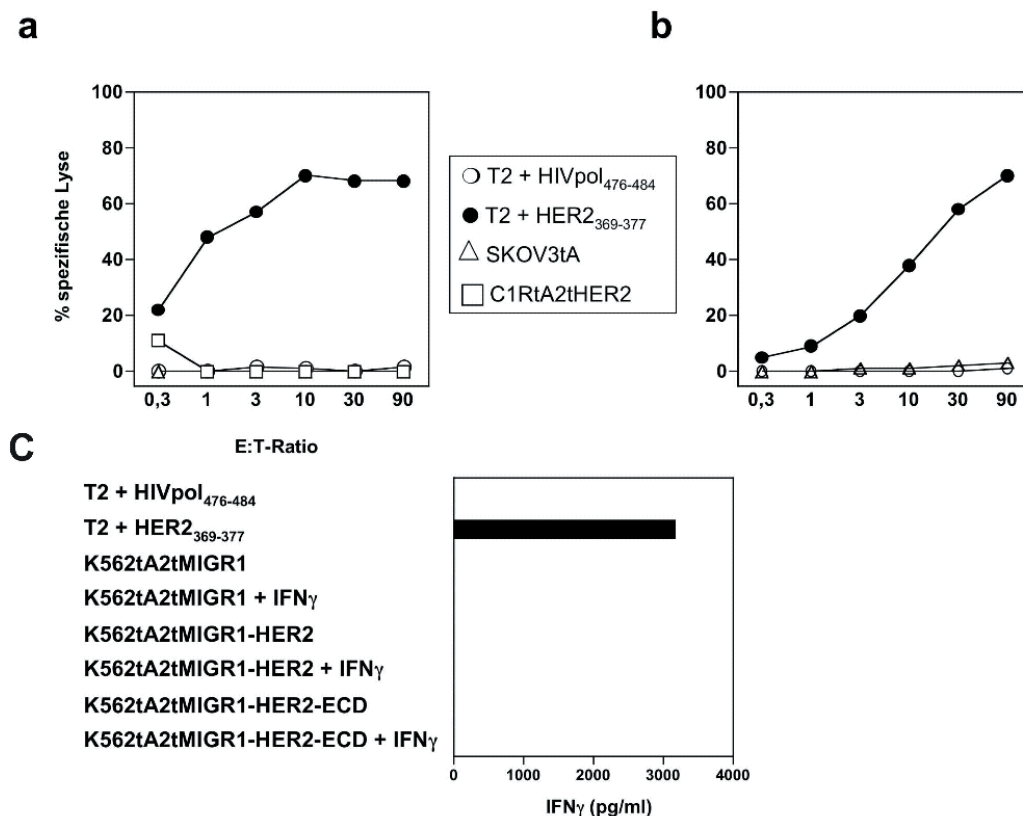 a
b
100
80
60
40
20
0
% spezifische Lyse
0,3 1 3 10 30 90
E:T-Ratio
T2 + HIVpol476-484
T2 + HER2369-377
SKOV3tA
C1RtA2tHER2
100
80
60
40
20
0
0,3 1 3 10 30 90
C
T2 + HIVpol476-484
T2 + HER2369-377
K562tA2tMIGR1
K562tA2tMIGR1 + IFNγ
K562tA2tMIGR1-HER2
K562tA2tMIGR1-HER2 + IFNγ
K562tA2tMIGR1-HER2-ECD
K562tA2tMIGR1-HER2-ECD + IFNγ
0 1000 2000 3000 4000
IFNγ (pg/ml)